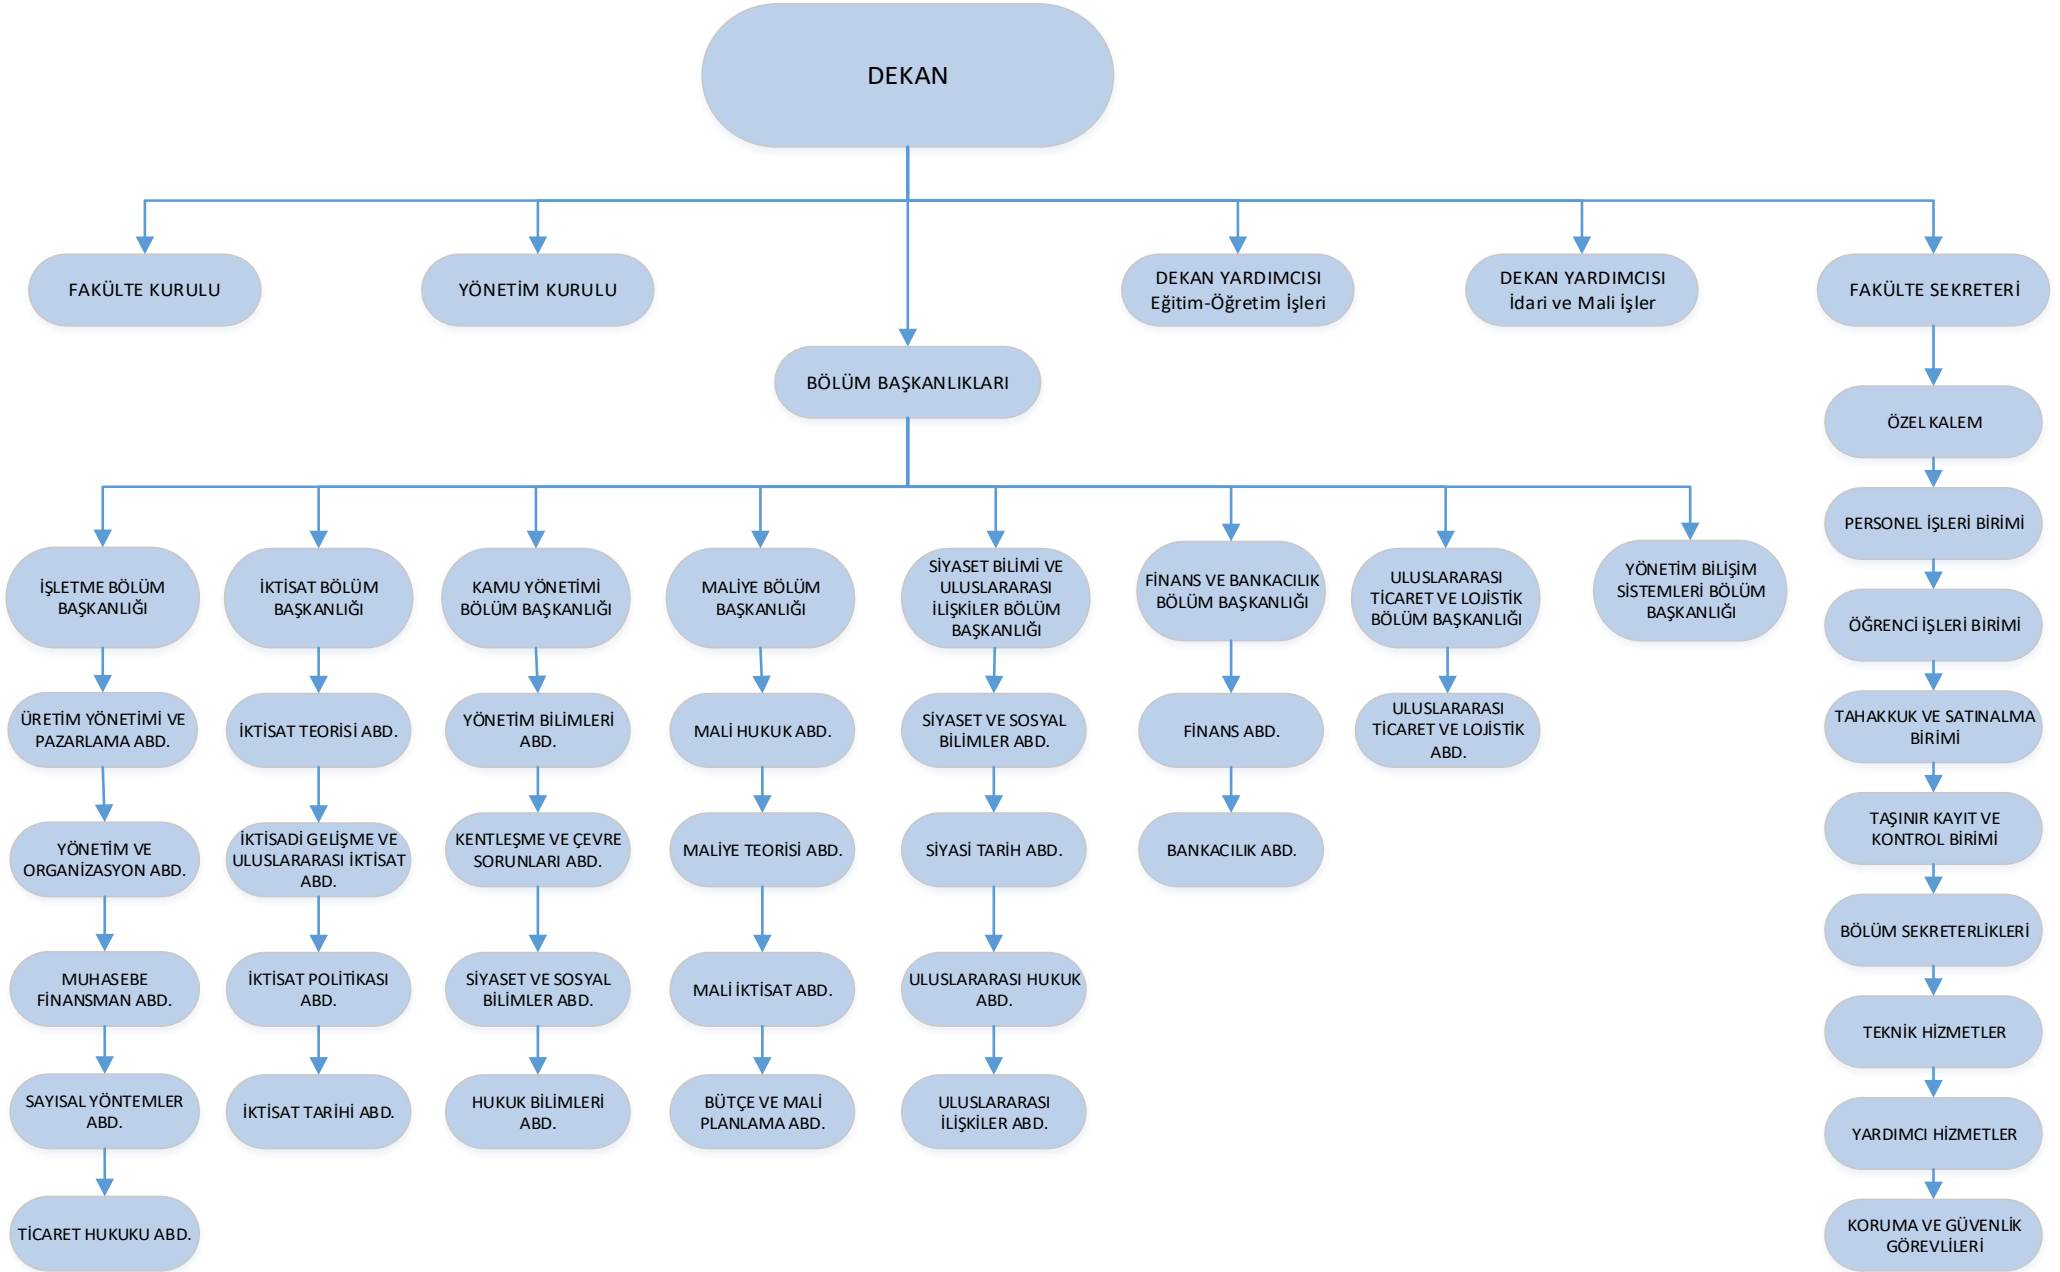 DEKAN
FAKÜLTE KURULU
YÖNETİM KURULU
DEKAN YARDIMCISI
Eğitim-Öğretim İşleri
DEKAN YARDIMCISI
İdari ve Mali İşler
FAKÜLTE SEKRETERİ
BÖLÜM BAŞKANLIKLARI
İŞLETME BÖLÜM
BAŞKANLIĞI
ÜRETİM YÖNETİMİ VE
PAZARLAMA ABD.
YÖNETİM VE
ORGANİZASYON ABD.
MUHASEBE
FİNANSMAN ABD.
SAYISAL YÖNTEMLER
ABD.
TİCARET HUKUKU ABD.
İKTİSAT BÖLÜM
BAŞKANLIĞI
İKTİSAT TEORİSİ ABD.
İKTİSADİ GELİŞME VE
ULUSLARARASI İKTİSAT
ABD.
İKTİSAT POLİTİKASI
ABD.
İKTİSAT TARİHİ ABD.
KAMU YÖNETİMİ
BÖLÜM BAŞKANLIĞI
YÖNETİM BİLİMLERİ
ABD.
KENTLEŞME VE ÇEVRE
SORUNLARI ABD.
SİYASET VE SOSYAL
BİLİMLER ABD.
HUKUK BİLİMLERİ
ABD.
MALİYE BÖLÜM
BAŞKANLIĞI
MALİ HUKUK ABD.
MALİYE TEORİSİ ABD.
MALİ İKTİSAT ABD.
BÜTÇE VE MALİ
PLANLAMA ABD.
SİYASET BİLİMİ VE
ULUSLARARASI
İLİŞKİLER BÖLÜM
BAŞKANLIĞI
SİYASET VE SOSYAL
BİLİMLER ABD.
SİYASİ TARİH ABD.
ULUSLARARASI HUKUK
ABD.
ULUSLARARASI
İLİŞKİLER ABD.
FİNANS VE BANKACILIK
BÖLÜM BAŞKANLIĞI
FİNANS ABD.
BANKACILIK ABD.
ULUSLARARASI
TİCARET VE LOJİSTİK
BÖLÜM BAŞKANLIĞI
ULUSLARARASI
TİCARET VE LOJİSTİK
ABD.
YÖNETİM BİLİŞİM
SİSTEMLERİ BÖLÜM
BAŞKANLIĞI
ÖZEL KALEM
PERSONEL İŞLERİ BİRİMİ
ÖĞRENCİ İŞLERİ BİRİMİ
TAHAKKUK VE SATINALMA
BİRİMİ
TAŞINIR KAYIT VE
KONTROL BİRİMİ
BÖLÜM SEKRETERLİKLERİ
TEKNİK HİZMETLER
YARDIMCI HİZMETLER
KORUMA VE GÜVENLİK
GÖREVLİLERİ